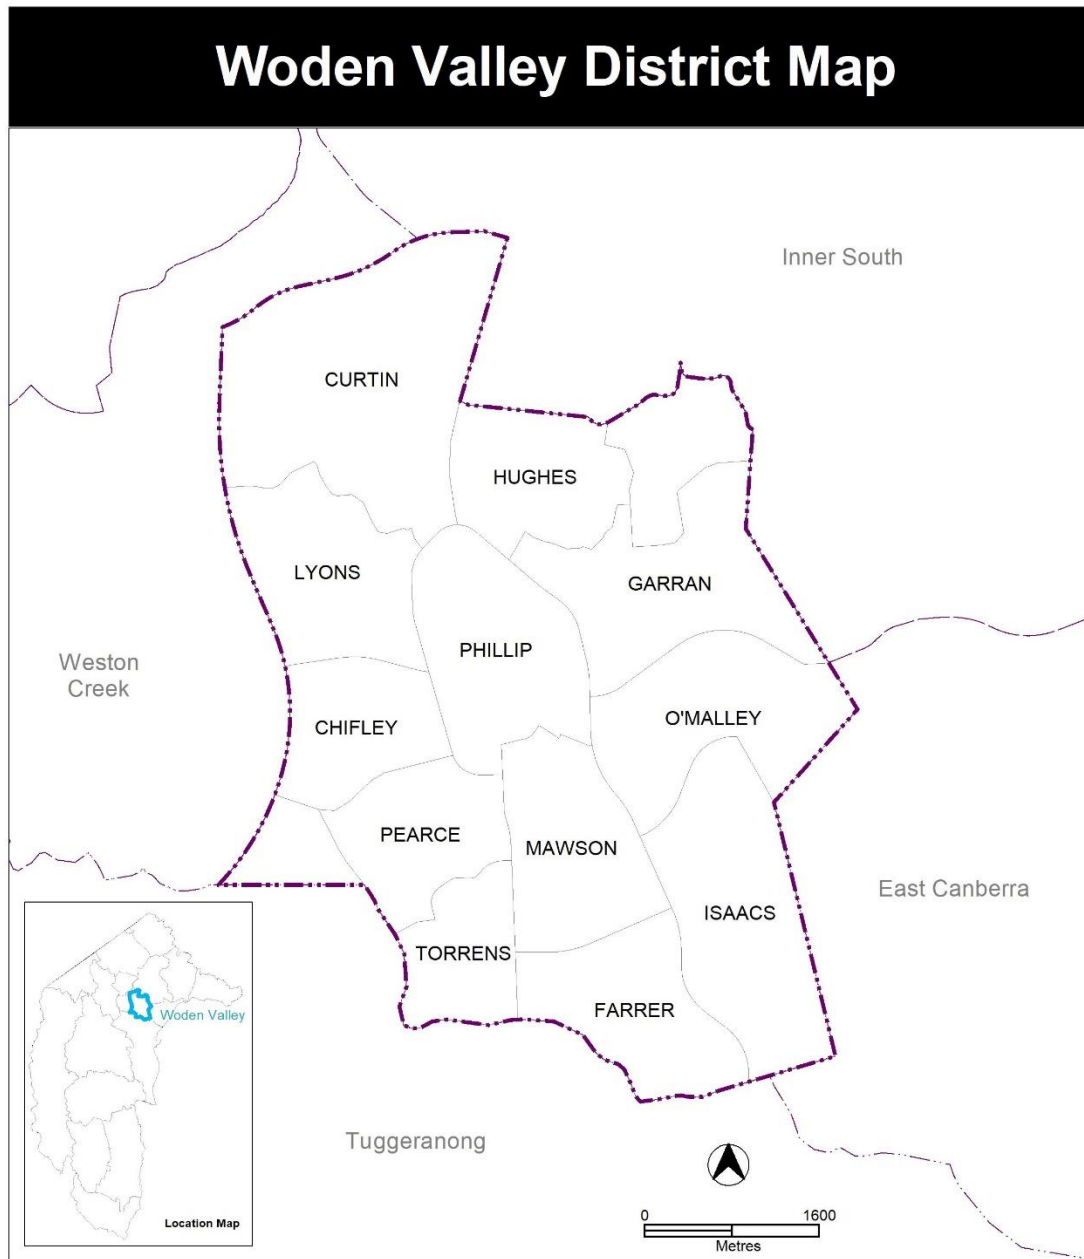 Woden Valley District Map
Inner South
CURTIN
HUGHES
LYONS
GARRAN
PHILLIP
Weston
Creek
O'MALLEY
CHIFLEY
PEARCE
MAWSON
East Canberra
ISAACS
TORRENS
FARRER
Woden Valley
Tuggeranong
Location Map
0 1600
Metres